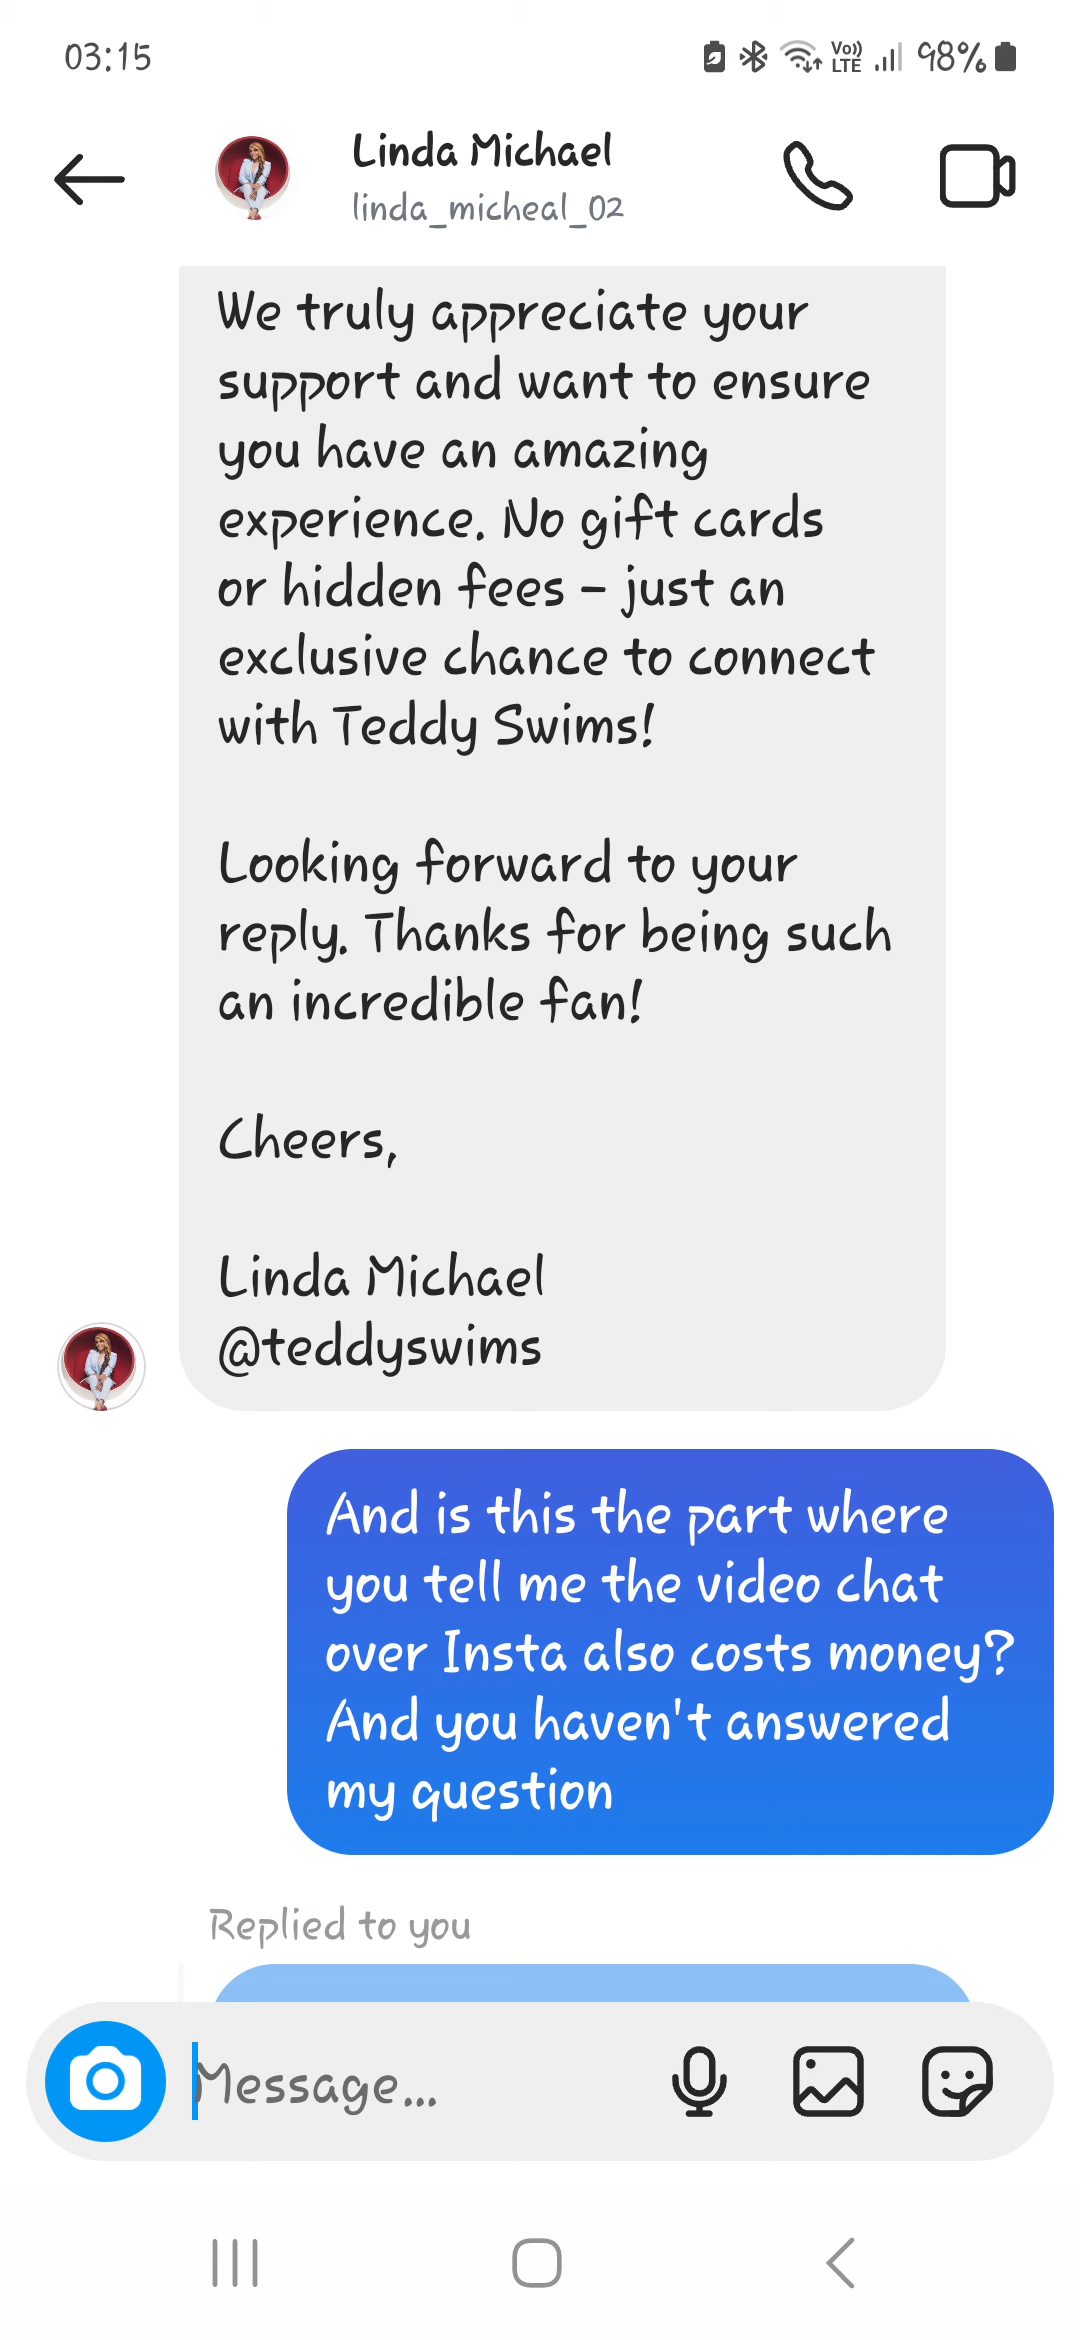 03:15
Vo)) LTE 98%
Linda Michael
linda_micheal_02
We truly appreciate your
support and want to ensure
you have an amazing
experience. No gift cards
or hidden fees – just an
exclusive chance to connect
with Teddy Swims!
Looking forward to your
reply. Thanks for being such
an incredible fan!
Cheers,
Linda Michael
@teddyswims
And is this the part where
you tell me the video chat
over Insta also costs money?
And you haven't answered
my question
Replied to you
Message...